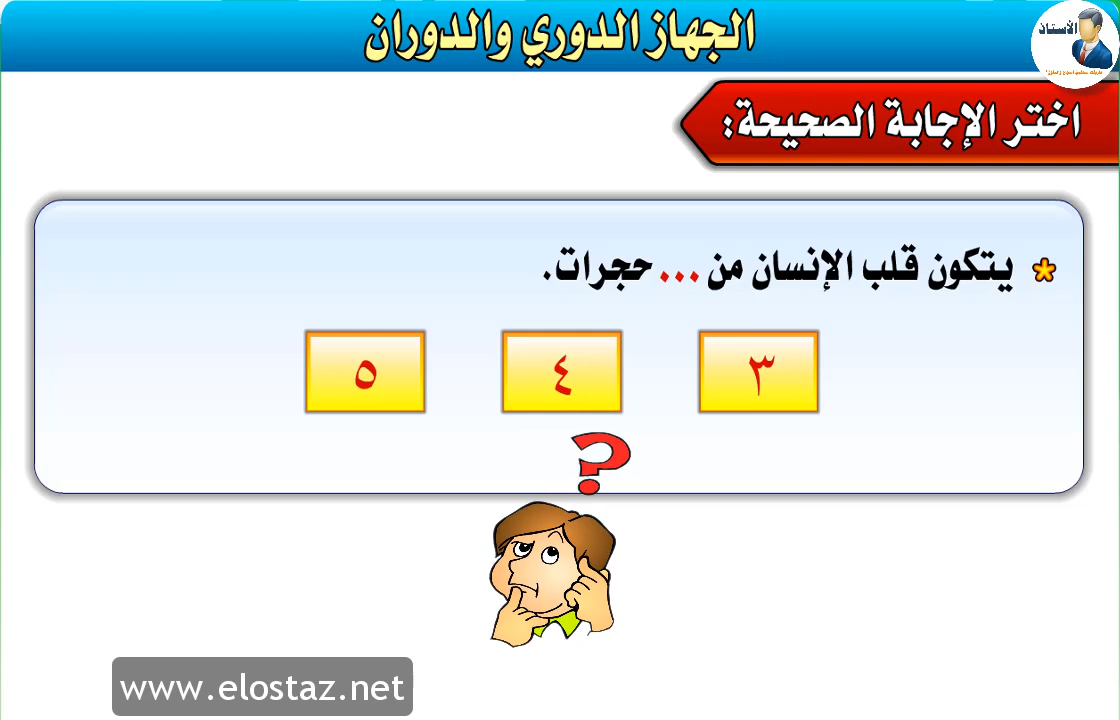 الجهاز الدوري والدوران
الأستاذ
اختر الإجابة الصحيحة:
يتكون قلب الإنسان من ... حجرات.
٣ ٤ ٥
?
www.elostaz.net